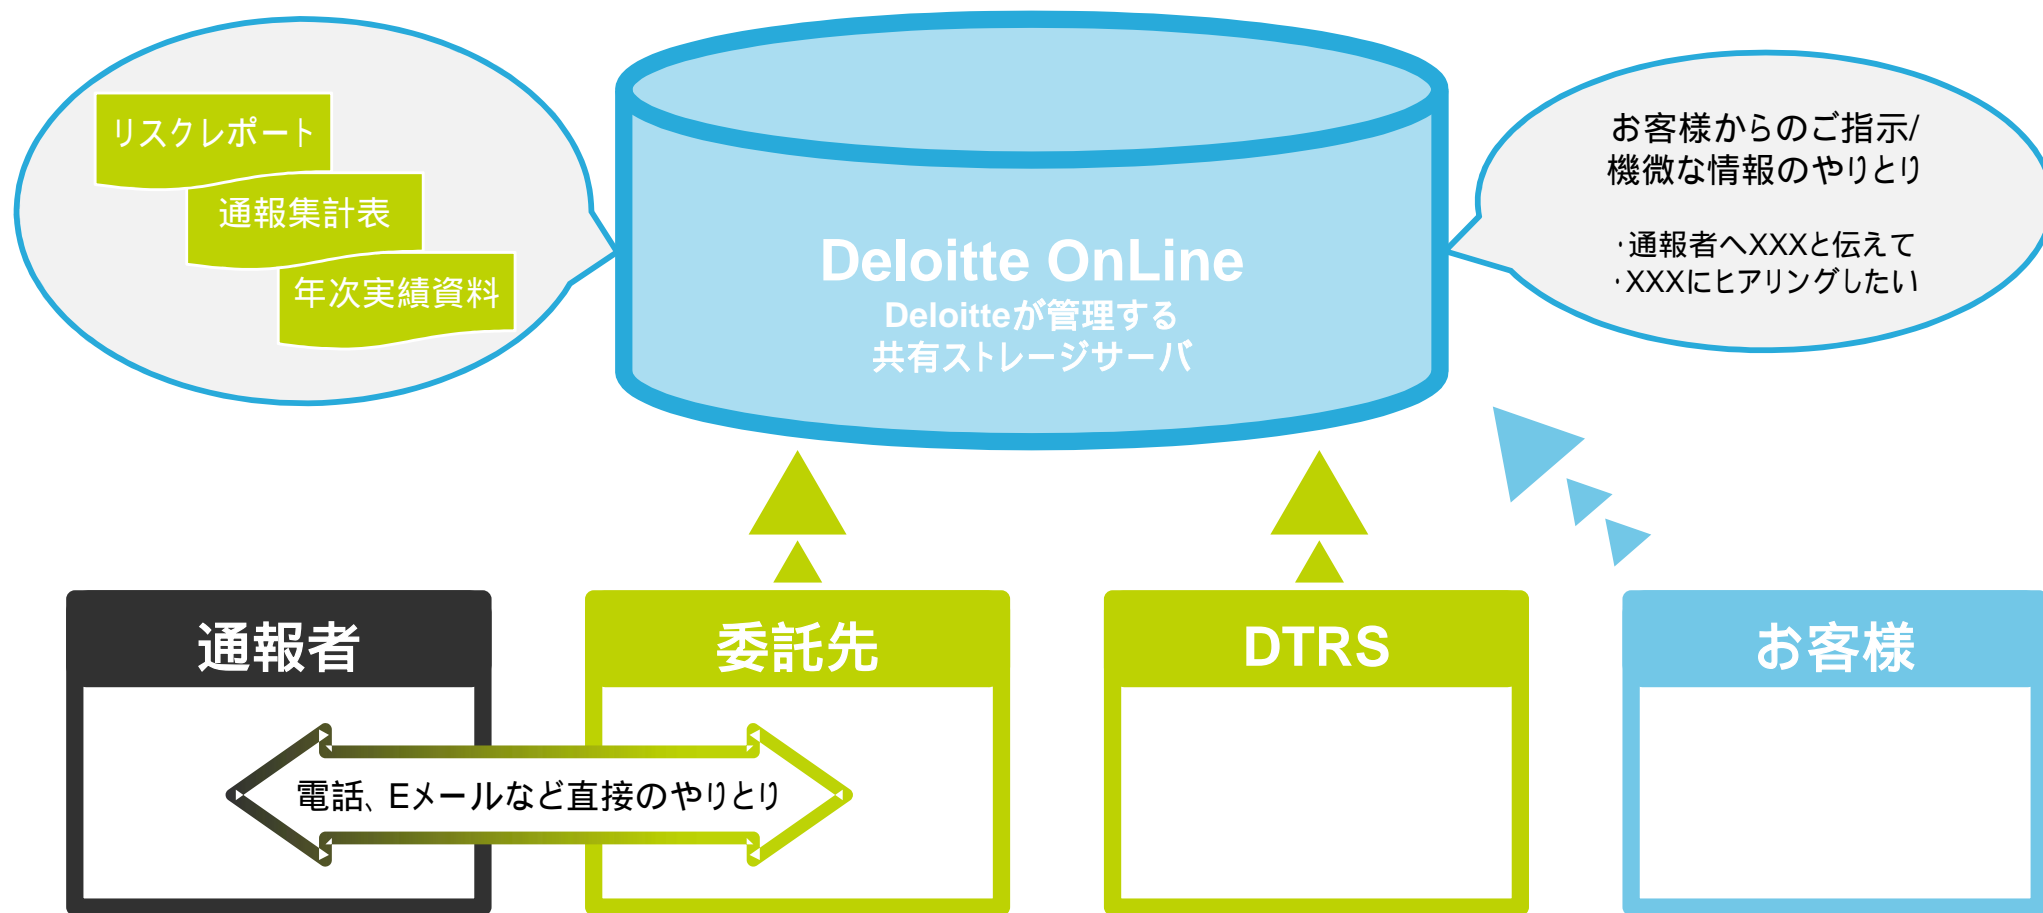 リスクレポート
通報集計表
年次実績資料
Deloitte OnLine
Deloitteが管理する
共有ストレージサーバ
お客様からのご指示/
機微な情報のやりとり
・通報者へXXXと伝えて
・XXXにヒアリングしたい
通報者
委託先
DTRS
お客様
電話、Eメールなど直接のやりとり